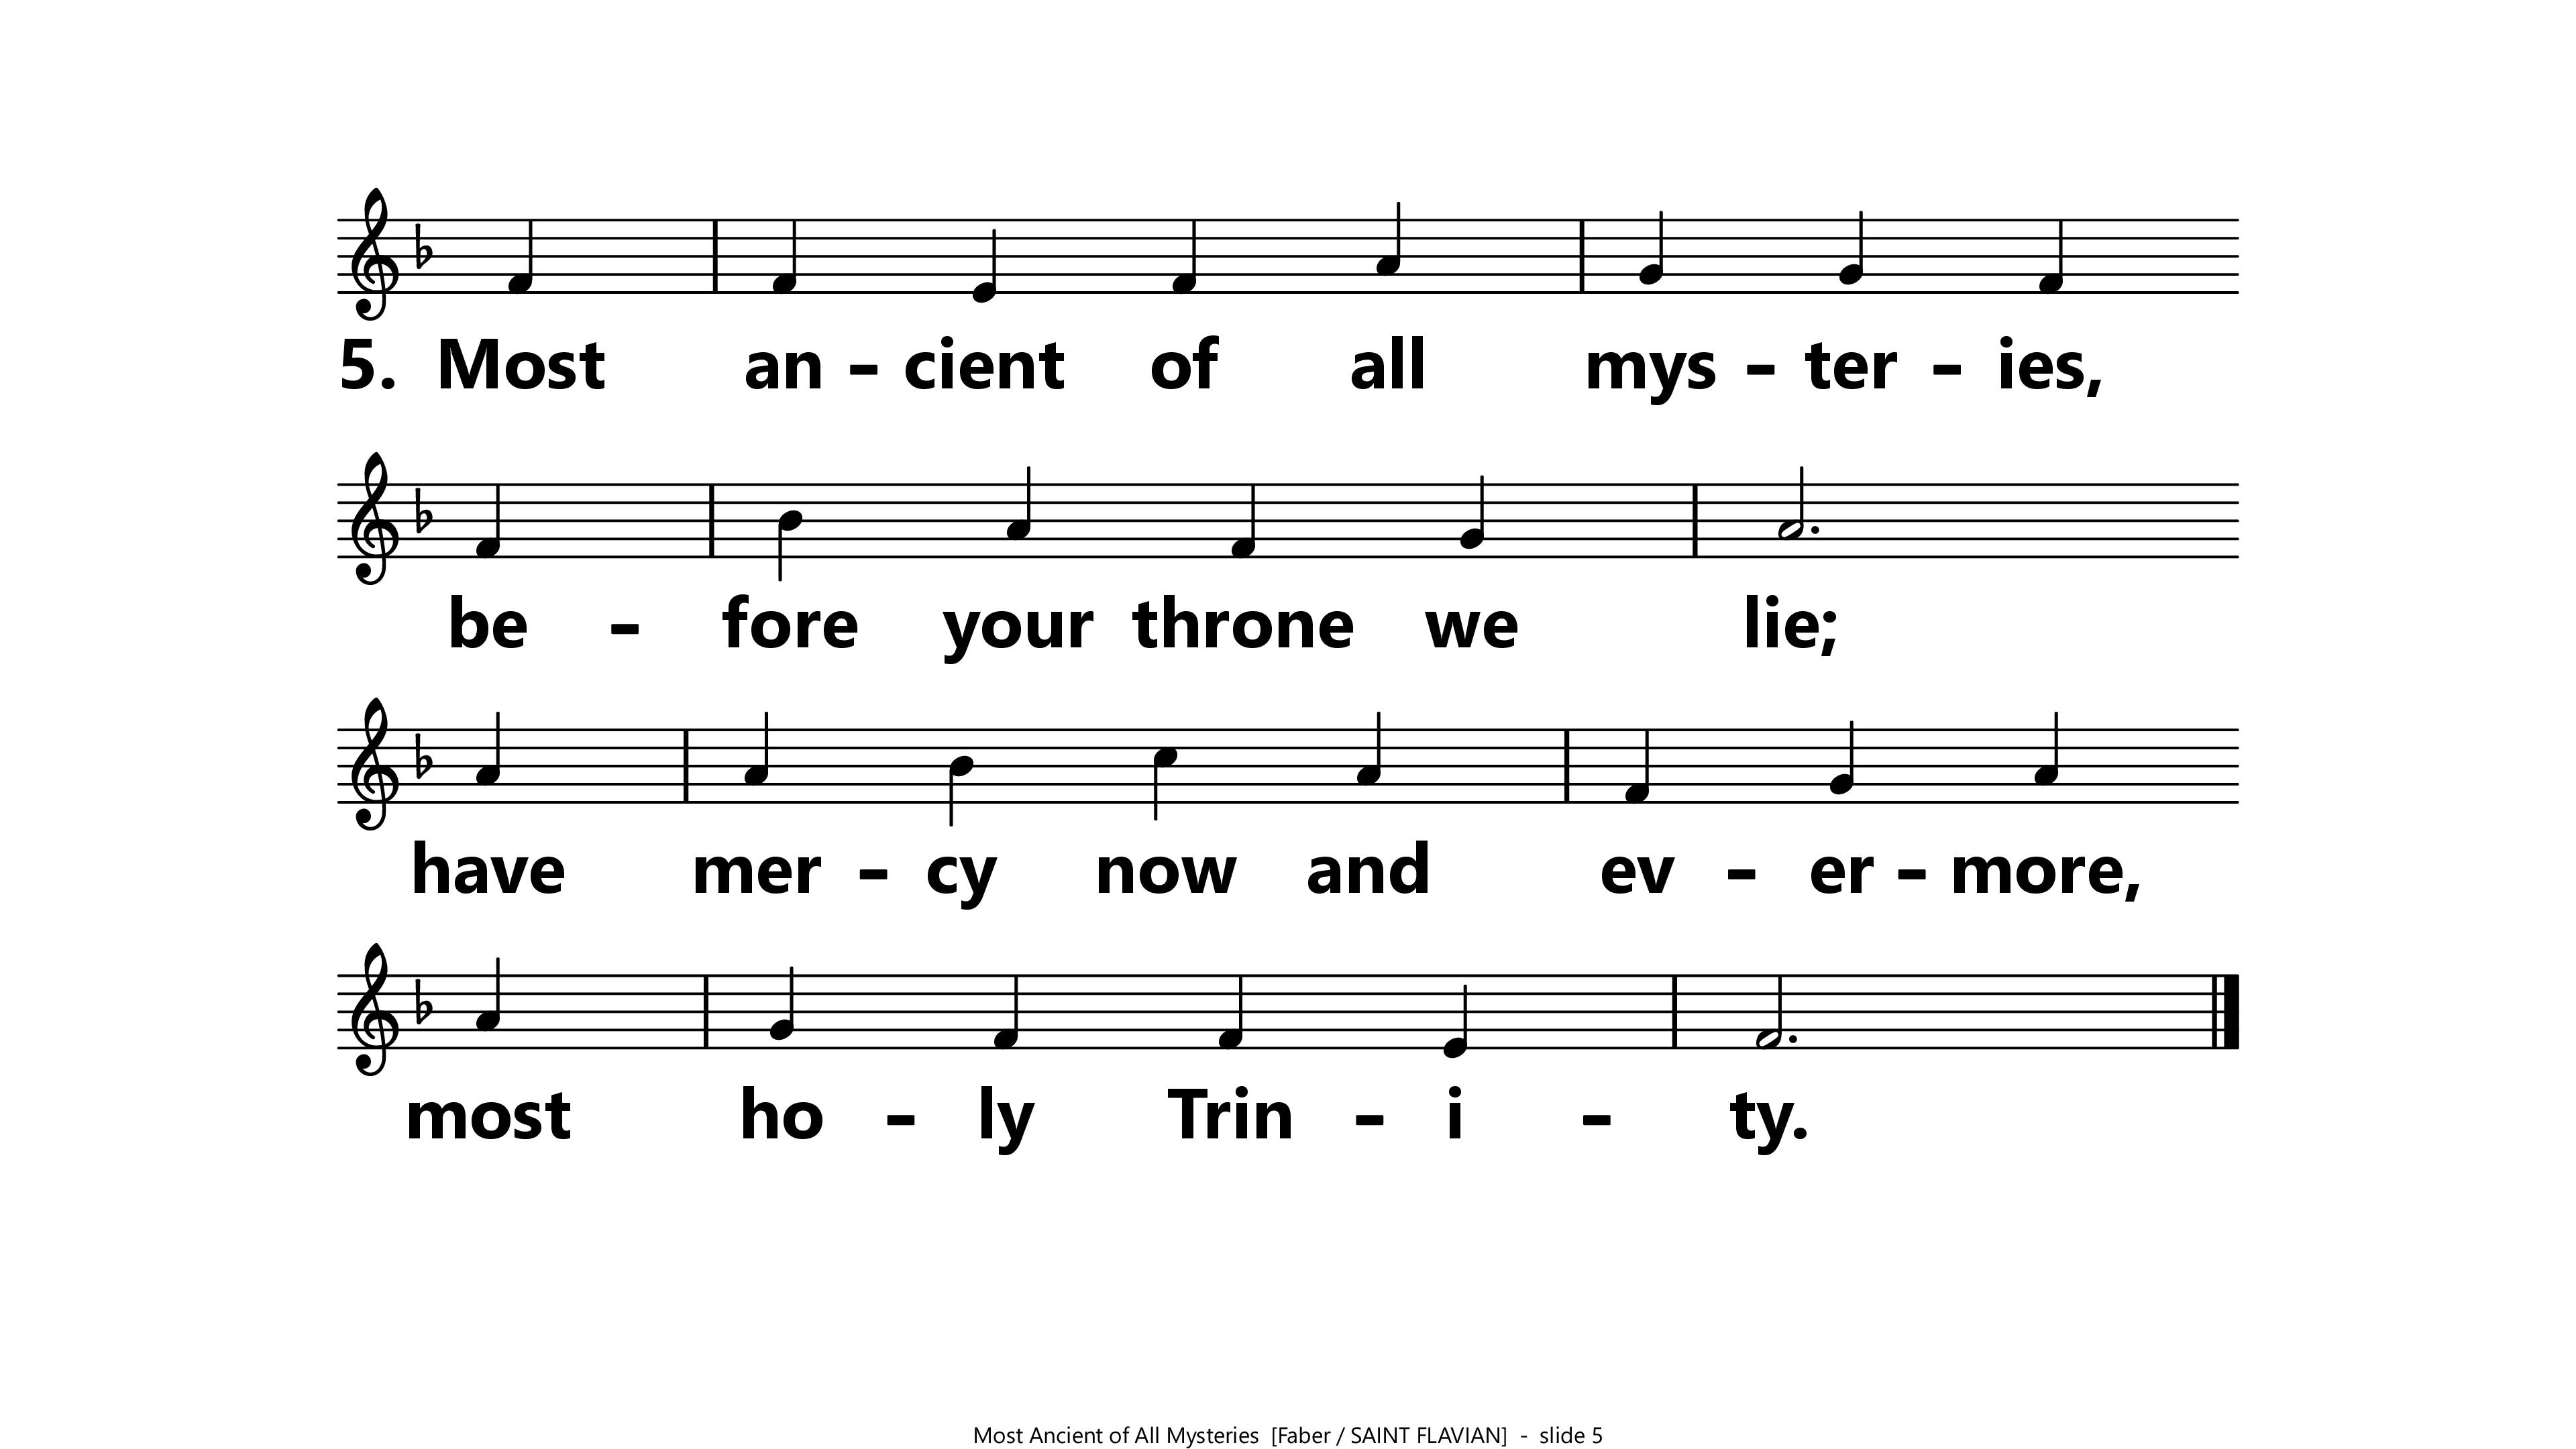 5. Most an - cient of all mys - ter - ies,
be - fore your throne we lie;
have mer - cy now and ev - er - more,
most ho - ly Trin - i - ty.
Most Ancient of All Mysteries [Faber / SAINT FLAVIAN] - slide 5